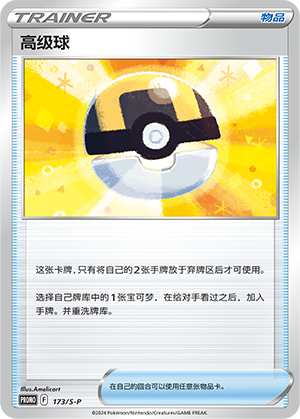 TRAINER 物品
高级球
这张卡牌,只有将自己的2张手牌放于弃牌区后才可使用。
选择自己牌库中的1张宝可梦，在给对手看过之后，加入
手牌。并重洗牌库。
Illus.Amelicart
PROMO F 173/S-P
在自己的回合可以使用任意张物品卡。
©2024 Pokémon/Nintendo/Creatures/GAME FREAK.